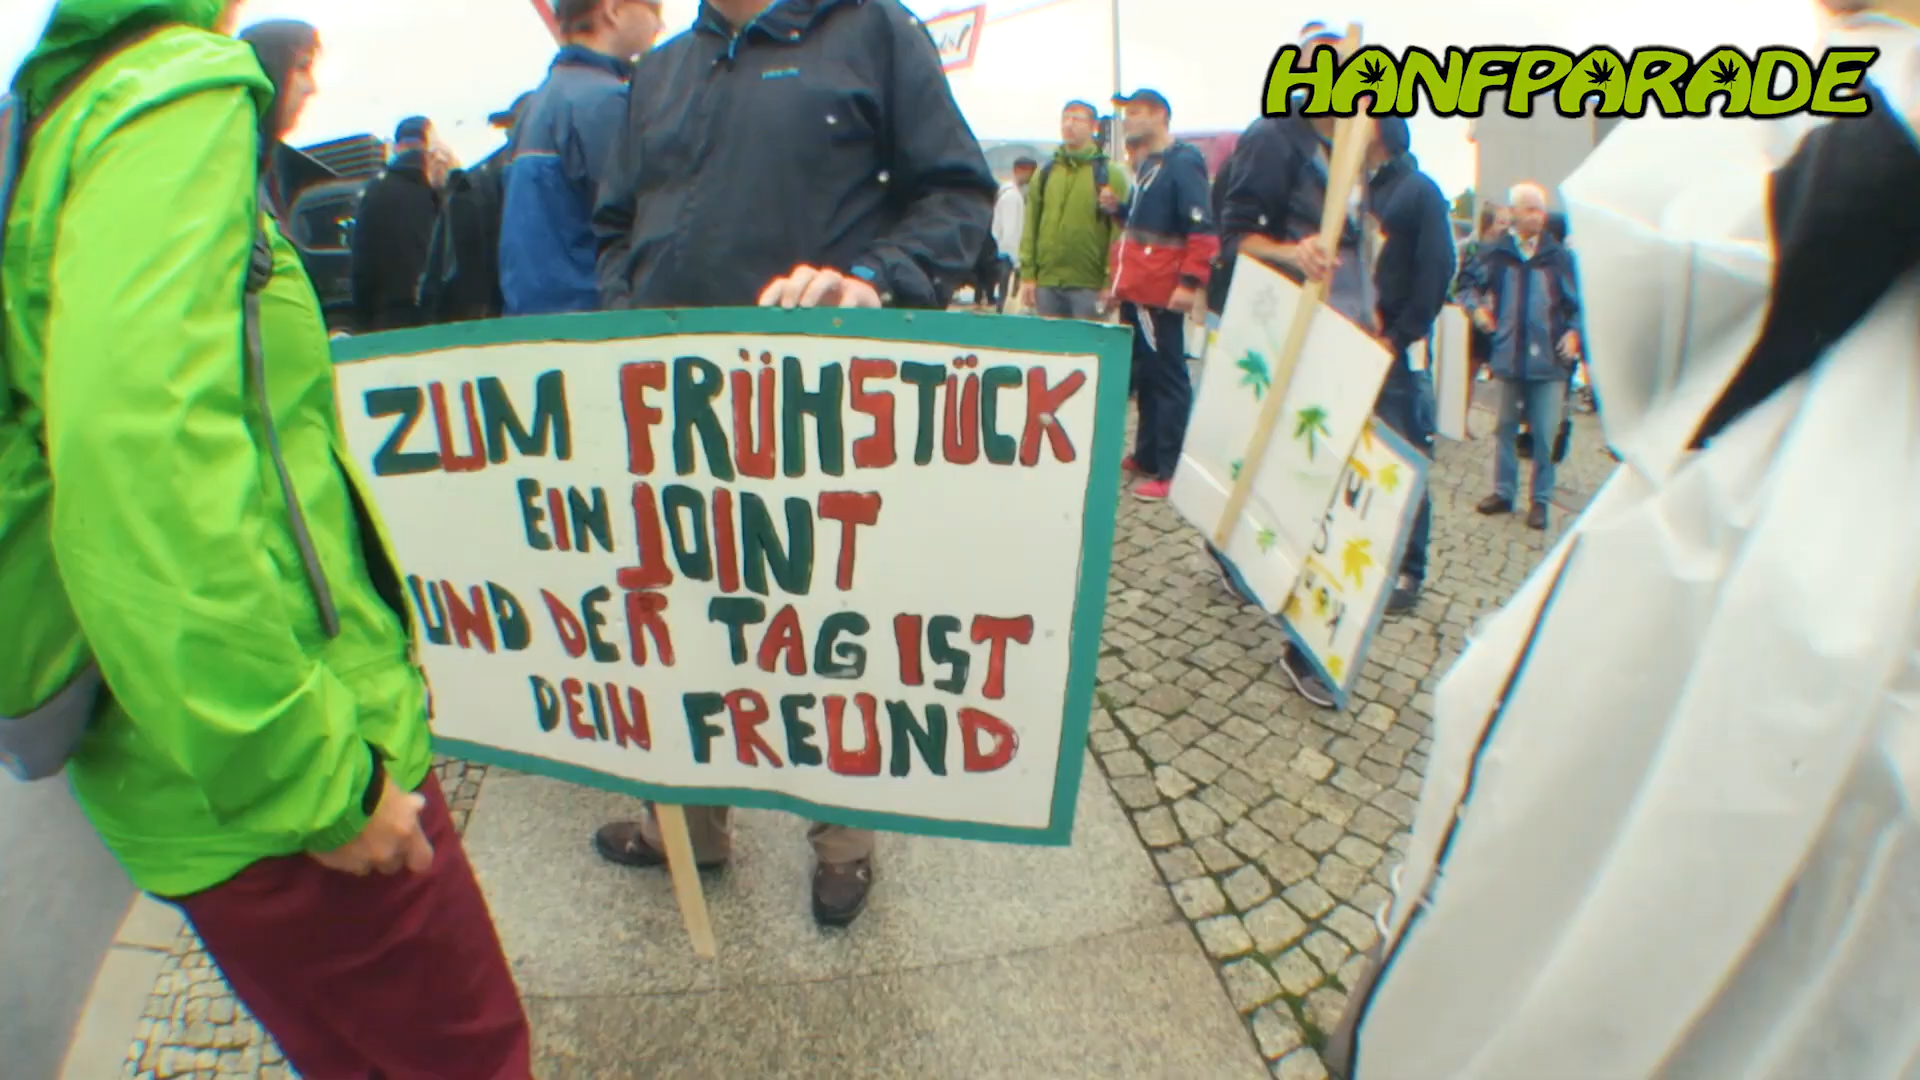 HANFPARADE
ZUM FRÜHSTÜCK
EIN JOINT
UND DER TAG IST
DEIN FREUND